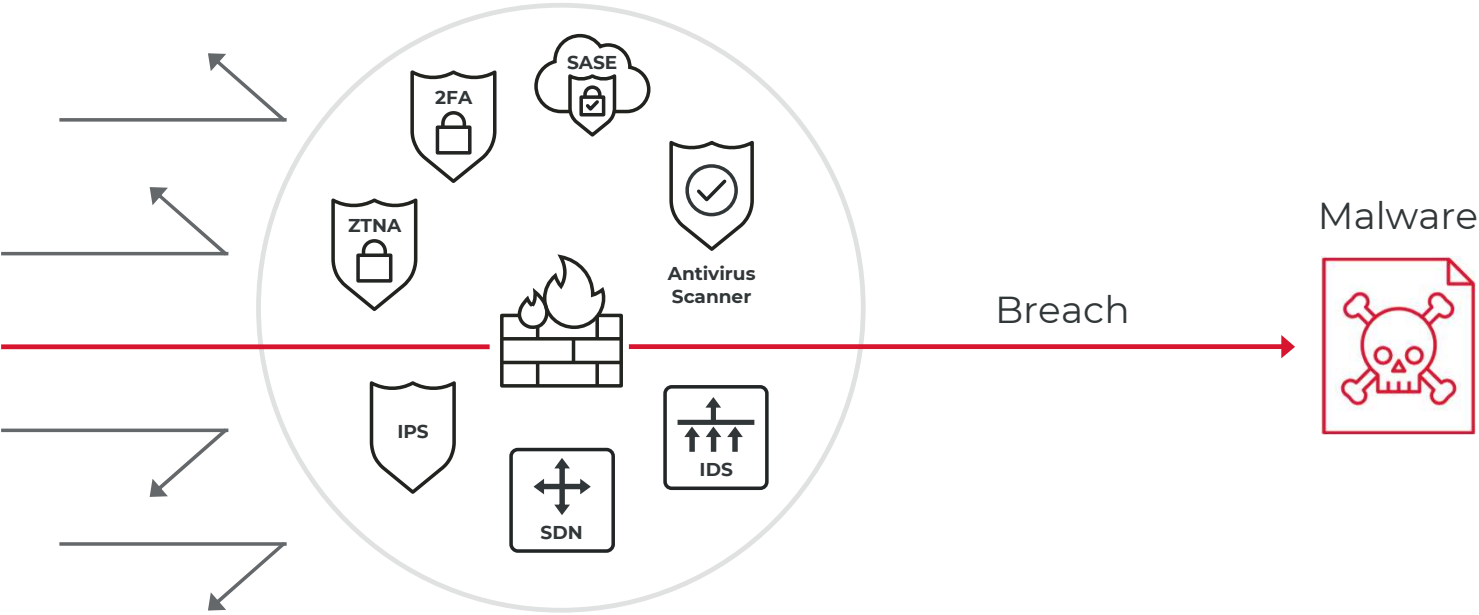 SASE
2FA
ZTNA
Antivirus
Scanner
Malware
Breach
IPS
IDS
SDN